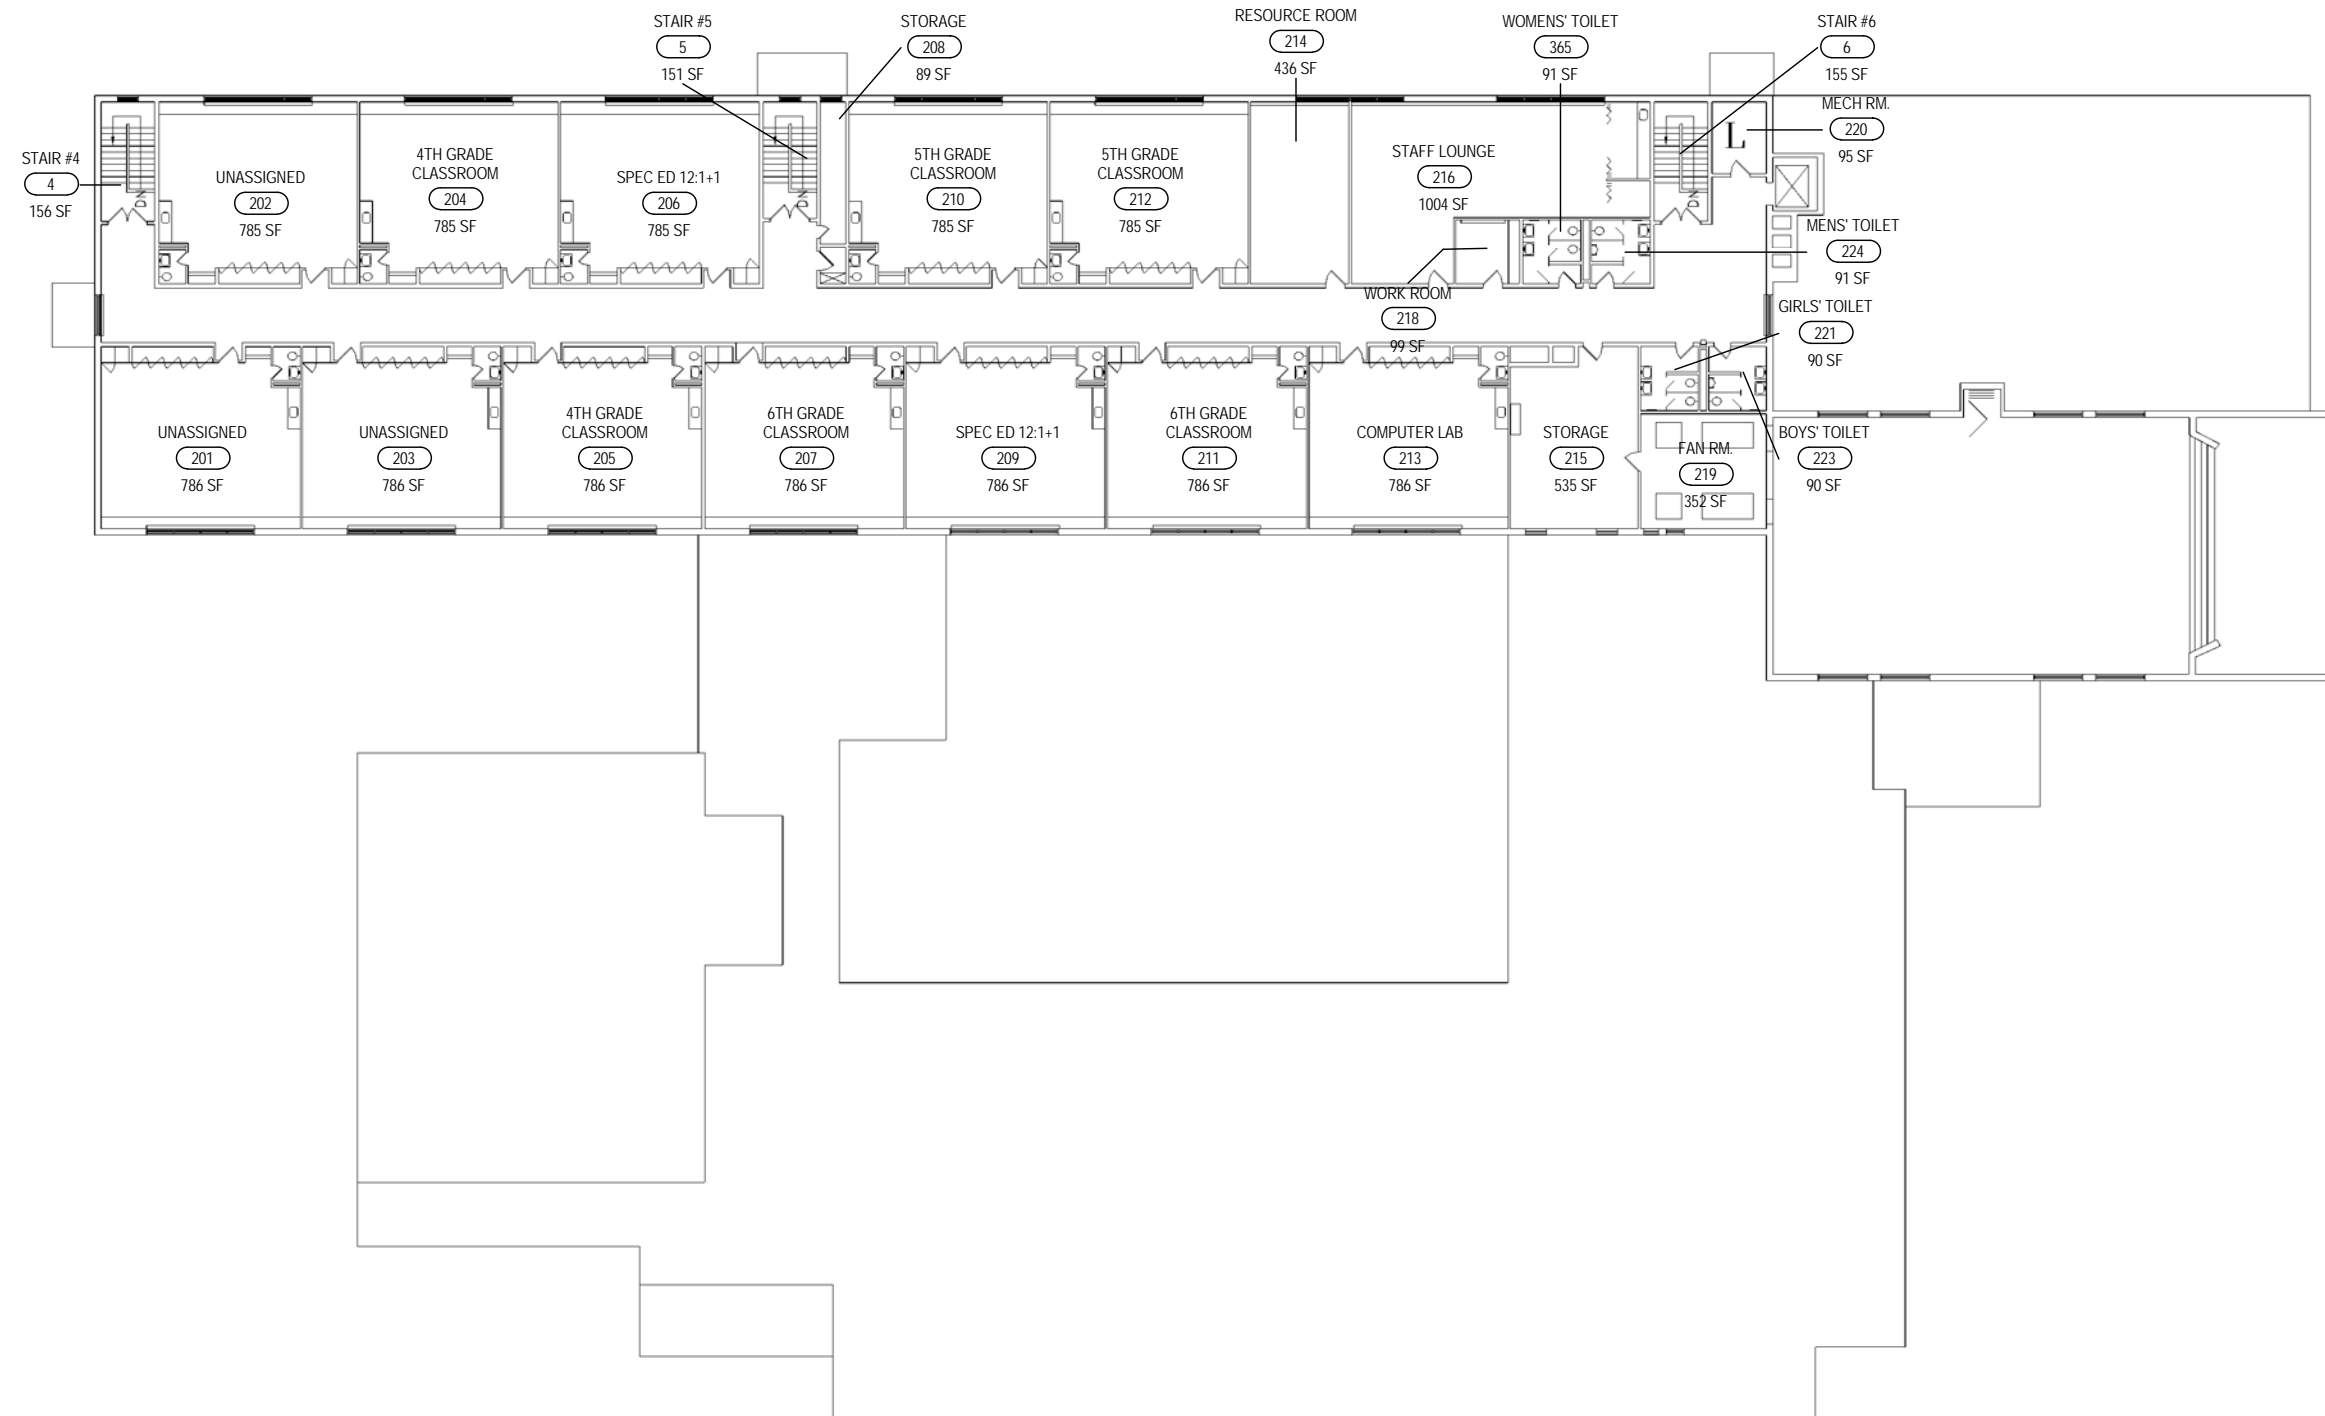 STAIR #5
5
151 SF
STORAGE
208
89 SF
RESOURCE ROOM
214
436 SF
WOMENS' TOILET
365
91 SF
STAIR #6
6
155 SF
MECH RM.
220
95 SF
L
STAIR #4
4
156 SF
DN
UNASSIGNED
202
785 SF
4TH GRADE
CLASSROOM
204
785 SF
SPEC ED 12:1+1
206
785 SF
DN
5TH GRADE
CLASSROOM
210
785 SF
5TH GRADE
CLASSROOM
212
785 SF
STAFF LOUNGE
216
1004 SF
DN
MENS' TOILET
224
91 SF
WORK ROOM
218
99 SF
GIRLS' TOILET
221
90 SF
UNASSIGNED
201
786 SF
UNASSIGNED
203
786 SF
4TH GRADE
CLASSROOM
205
786 SF
6TH GRADE
CLASSROOM
207
786 SF
SPEC ED 12:1+1
209
786 SF
6TH GRADE
CLASSROOM
211
786 SF
COMPUTER LAB
213
786 SF
STORAGE
215
535 SF
FAN RM.
219
352 SF
BOYS' TOILET
223
90 SF